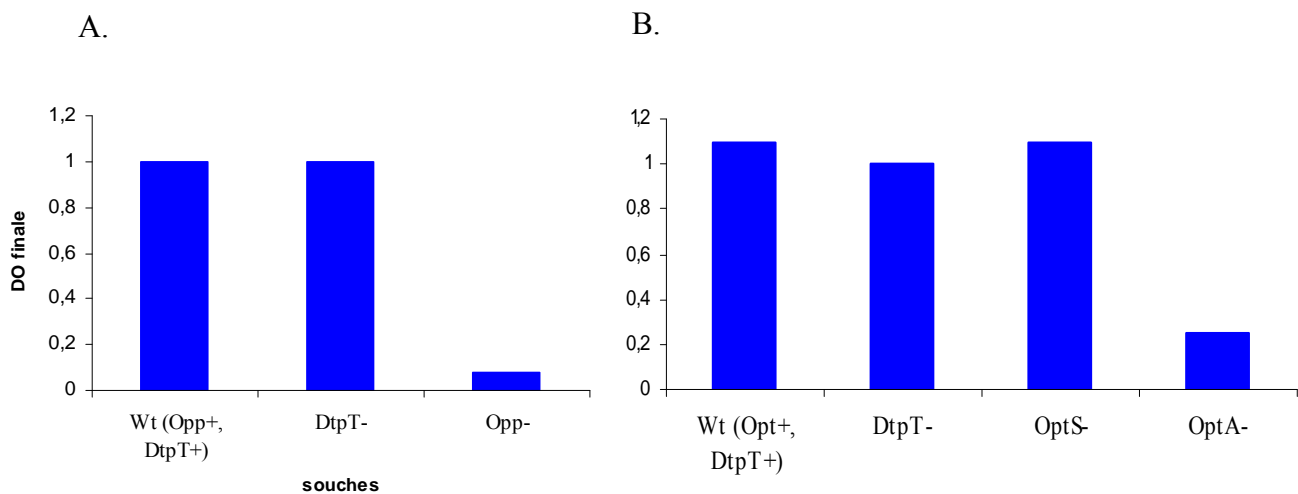 A.
1,2
1
0,8
0,6
0,4
0,2
0
DO finale
Wt (Opp+,
DtpT+)
DtpT-
Opp-
souches
B.
1,2
1
0,8
0,6
0,4
0,2
0
Wt (Opt+,
DtpT+)
DtpT-
OptS-
OptA-